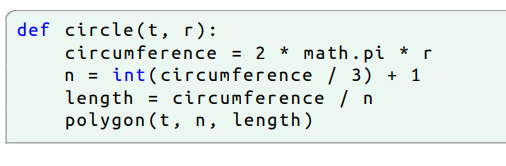 def circle(t, r):
    circumference = 2 * math.pi * r
    n = int(circumference / 3) + 1
    length = circumference / n
    polygon(t, n, length)